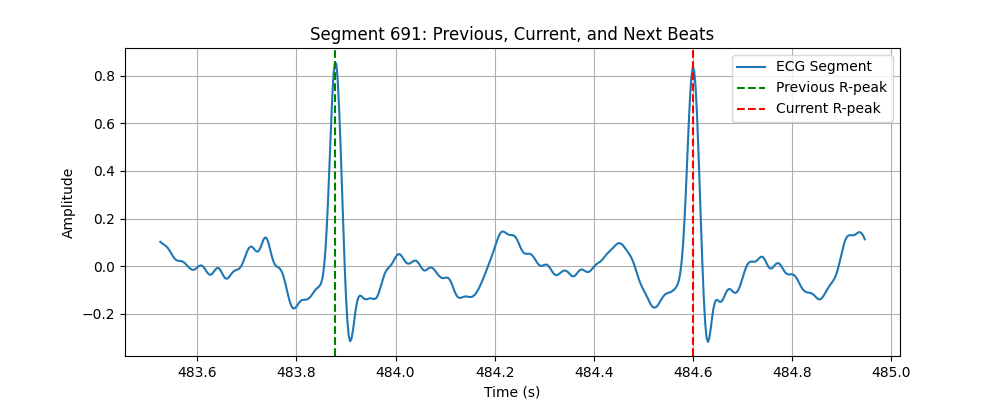 Segment 691: Previous, Current, and Next Beats
ECG Segment
Previous R-peak
Current R-peak
Amplitude
0.8
0.6
0.4
0.2
0.0
−0.2
483.6 483.8 484.0 484.2 484.4 484.6 484.8 485.0
Time (s)